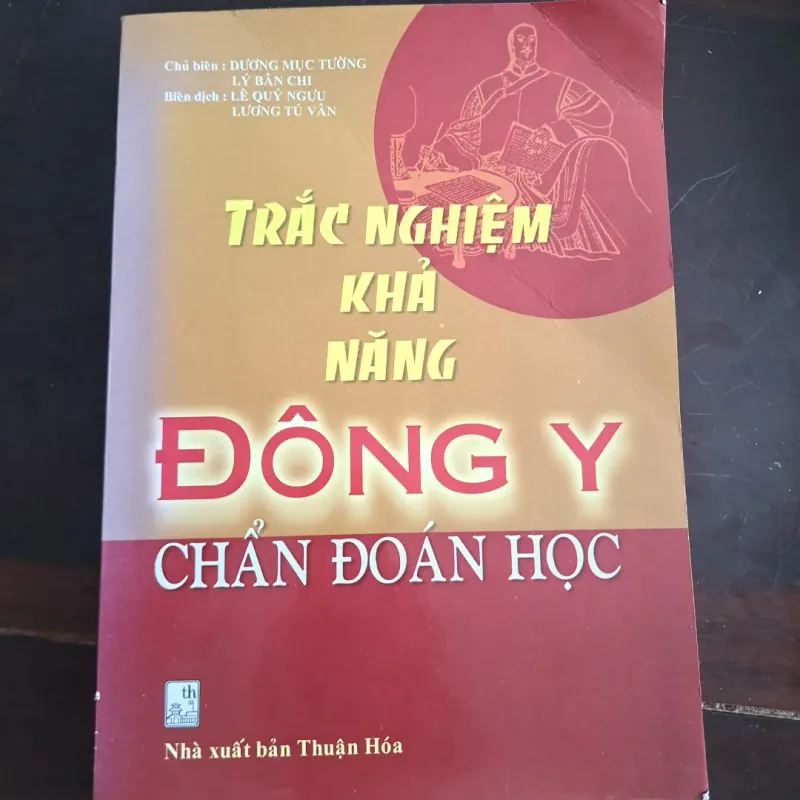 Chủ biên : DƯƠNG MỤC TƯỜNG
LÝ BÂN CHI
Biên dịch : LÊ QUÝ NGƯU
LƯƠNG TÚ VÂN
TRẮC NGHIỆM
KHẢ
NĂNG
ĐÔNG Y
CHẨN ĐOÁN HỌC
th
Nhà xuất bản Thuận Hóa